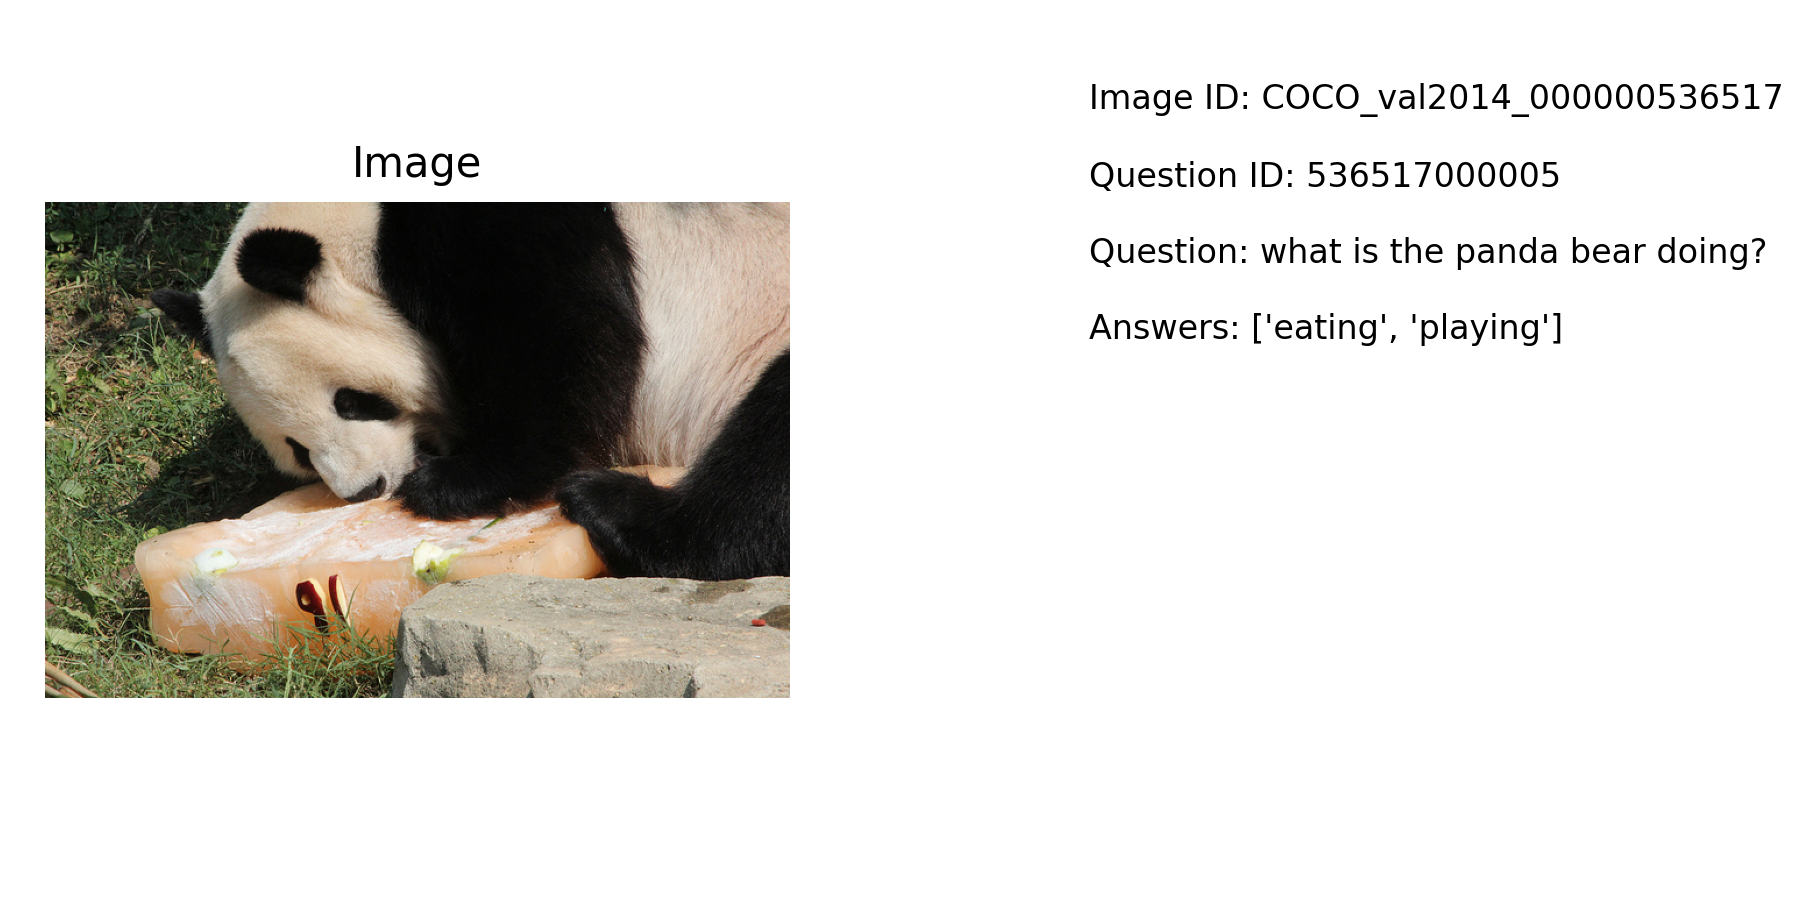 Image
Image ID: COCO_val2014_000000536517
Question ID: 536517000005
Question: what is the panda bear doing?
Answers: ['eating', 'playing']